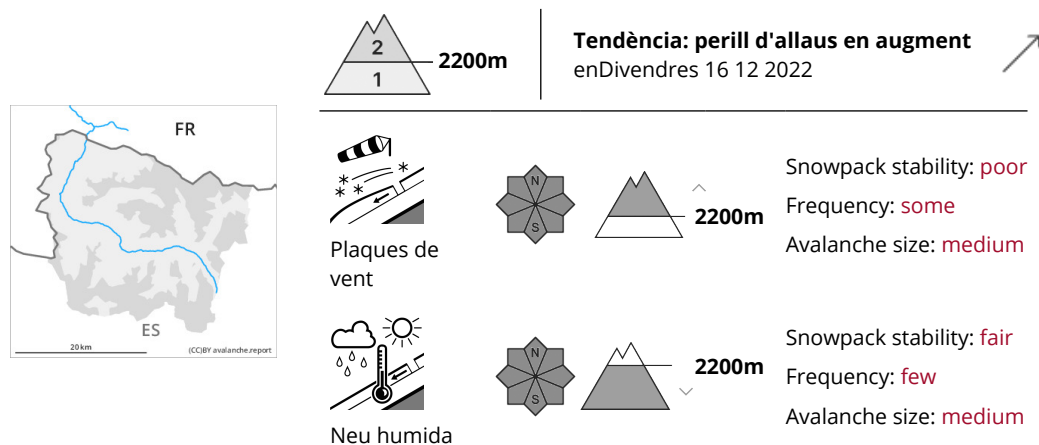 2
1
2200m
Tendència: perill d'allaus en augment
enDivendres 16 12 2022
FR
ES
20 km
(CC)BY avalanche.report
N
S
2200m
Plaques de
vent
Snowpack stability: poor
Frequency: some
Avalanche size: medium
N
S
2200m
Neu humida
Snowpack stability: fair
Frequency: few
Avalanche size: medium